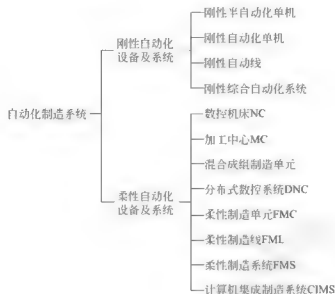 自动化制造系统
刚性自动化
设备及系统
刚性半自动化单机
刚性自动化单机
刚性自动线
刚性综合自动化系统
柔性自动化
设备及系统
数控机床NC
加工中心MC
混合成组制造单元
分布式数控系统DNC
柔性制造单元FMC
柔性制造线FML
柔性制造系统FMS
计算机集成制造系统CIMS